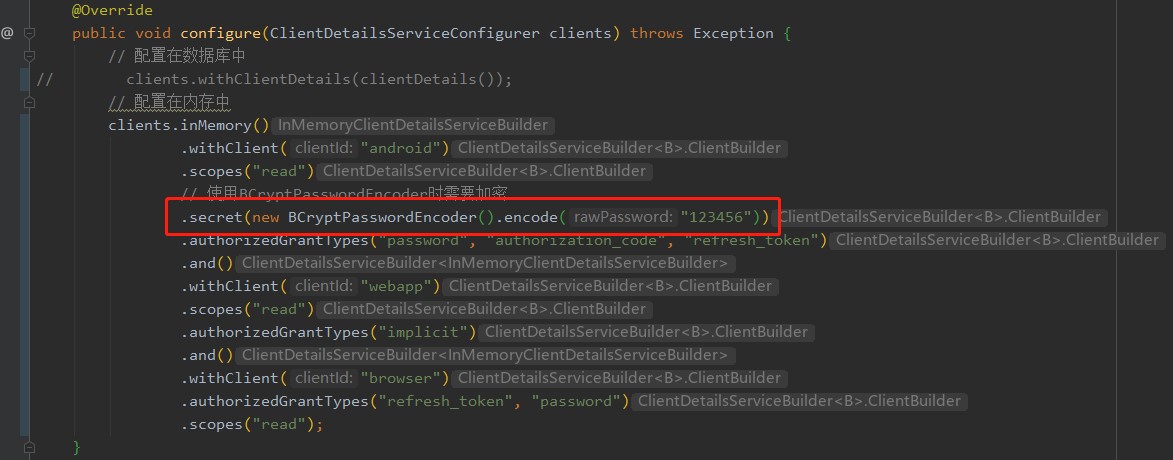 @Override
@ public void configure(ClientDetailsServiceConfigurer clients) throws Exception {
// 配置在数据库中
// clients.withClientDetails(clientDetails());
// 配置在内存中
clients.inMemory() InMemoryClientDetailsServiceBuilder
.withClient( clientId: "android") ClientDetailsServiceBuilder<B>.ClientBuilder
.scopes("read") ClientDetailsServiceBuilder<B>.ClientBuilder
// 使用BCryptPasswordEncoder时需要加密
.secret(new BCryptPasswordEncoder().encode( rawPassword: "123456")) ClientDetailsServiceBuilder<B>.ClientBuilder
.authorizedGrantTypes("password", "authorization_code", "refresh_token") ClientDetailsServiceBuilder<B>.ClientBuilder
.and() ClientDetailsServiceBuilder<InMemoryClientDetailsServiceBuilder>
.withClient( clientId: "webapp") ClientDetailsServiceBuilder<B>.ClientBuilder
.scopes("read") ClientDetailsServiceBuilder<B>.ClientBuilder
.authorizedGrantTypes("implicit") ClientDetailsServiceBuilder<B>.ClientBuilder
.and() ClientDetailsServiceBuilder<InMemoryClientDetailsServiceBuilder>
.withClient( clientId: "browser") ClientDetailsServiceBuilder<B>.ClientBuilder
.authorizedGrantTypes("refresh_token", "password") ClientDetailsServiceBuilder<B>.ClientBuilder
.scopes("read");
}